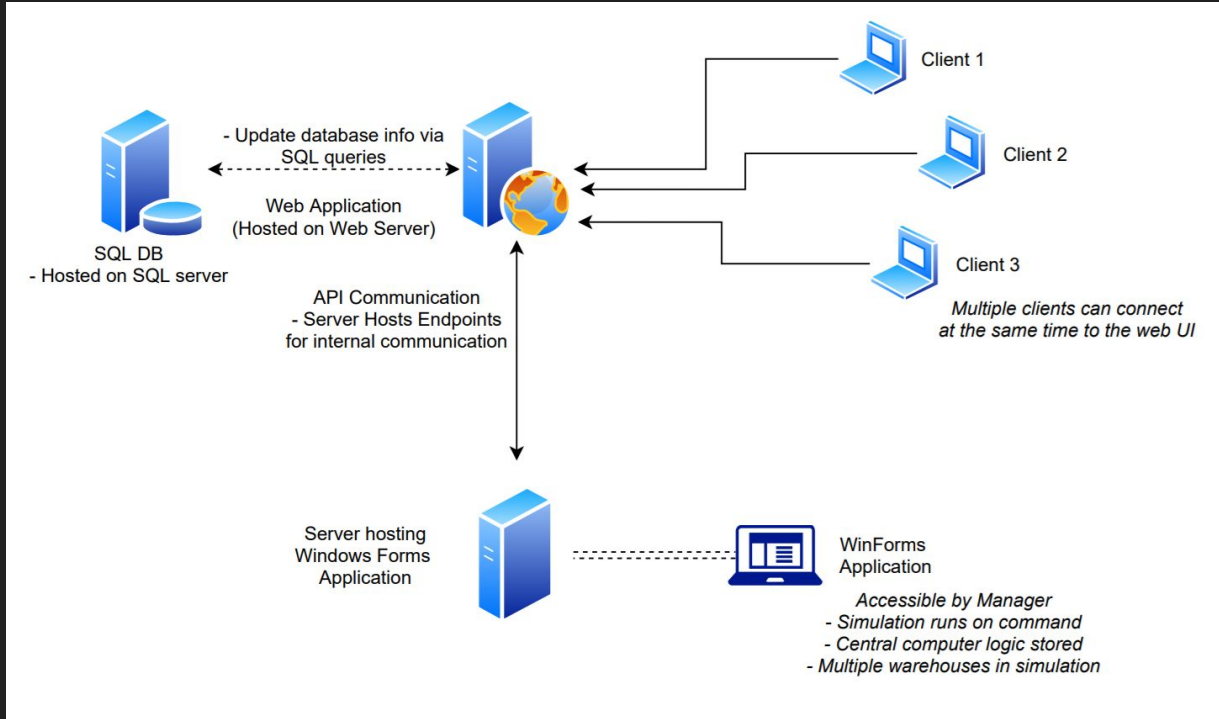 Client 1
- Update database info via
SQL queries
Client 2
Web Application
(Hosted on Web Server)
SQL DB
- Hosted on SQL server
Client 3
API Communication
- Server Hosts Endpoints
for internal communication
Multiple clients can connect
at the same time to the web UI
Server hosting
Windows Forms
Application
WinForms
Application
Accessible by Manager
- Simulation runs on command
- Central computer logic stored
- Multiple warehouses in simulation